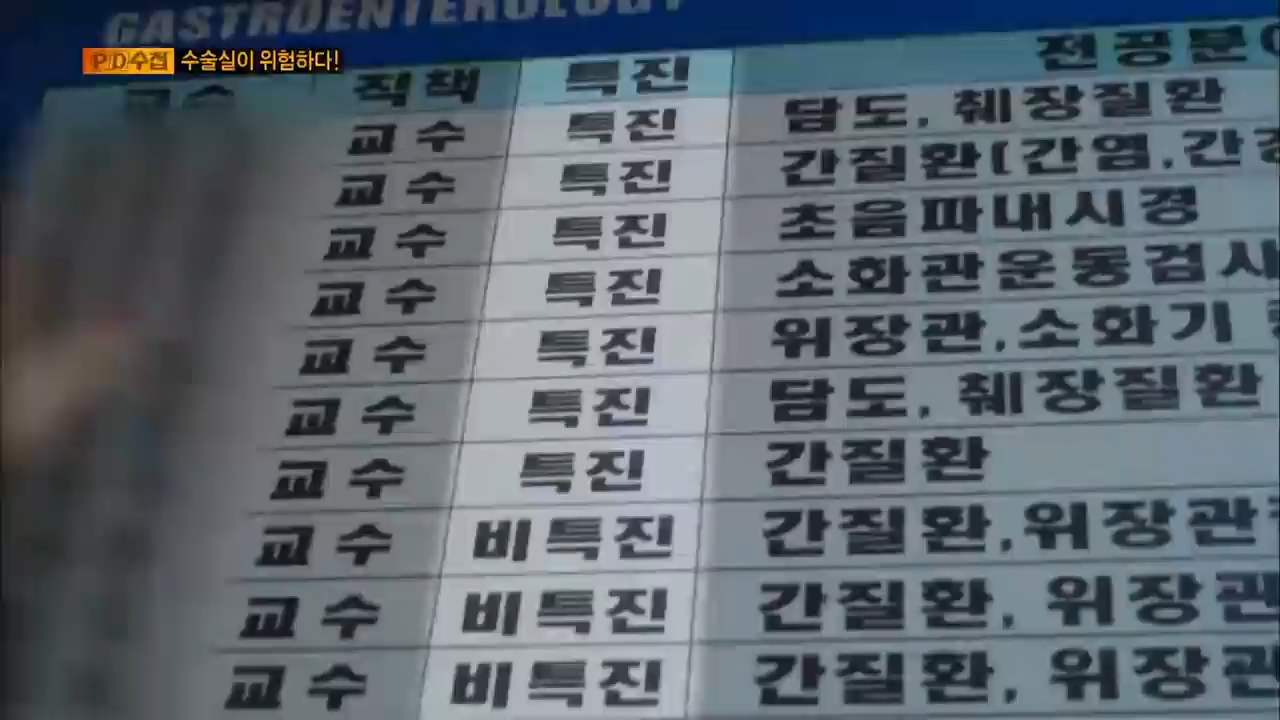 GASTROENTEROLOGY
PD수첩 수술실이 위험하다!
교수 직책 특진 전공분야
교수 특진 담도, 췌장질환
교수 특진 간질환(간염,간경
교수 특진 초음파내시경
교수 특진 소화관운동검사
교수 특진 위장관,소화기
교수 특진 담도, 췌장질환
교수 특진 간질환
교수 비특진 간질환,위장관
교수 비특진 간질환, 위장관
교수 비특진 간질환, 위장관